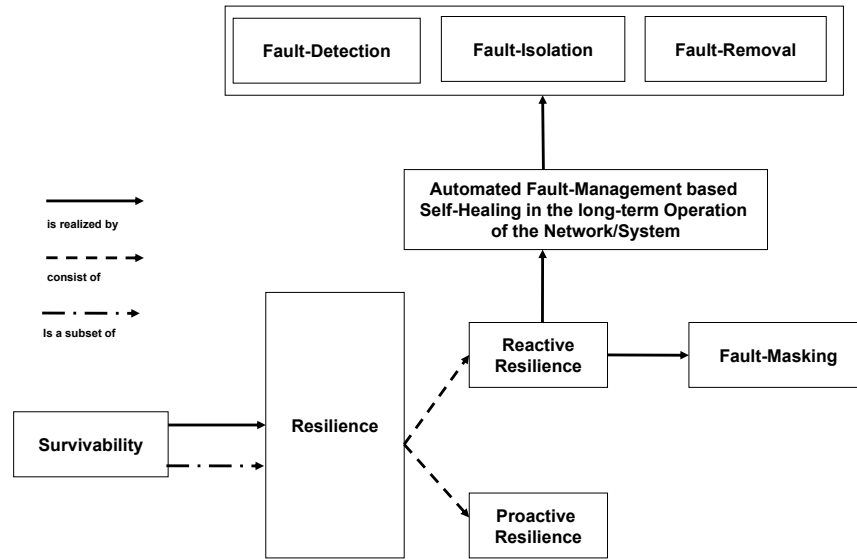 Fault-Detection
Fault-Isolation
Fault-Removal
Automated Fault-Management based
Self-Healing in the long-term Operation
of the Network/System
is realized by
consist of
Is a subset of
Reactive
Resilience
Fault-Masking
Resilience
Survivability
Proactive
Resilience